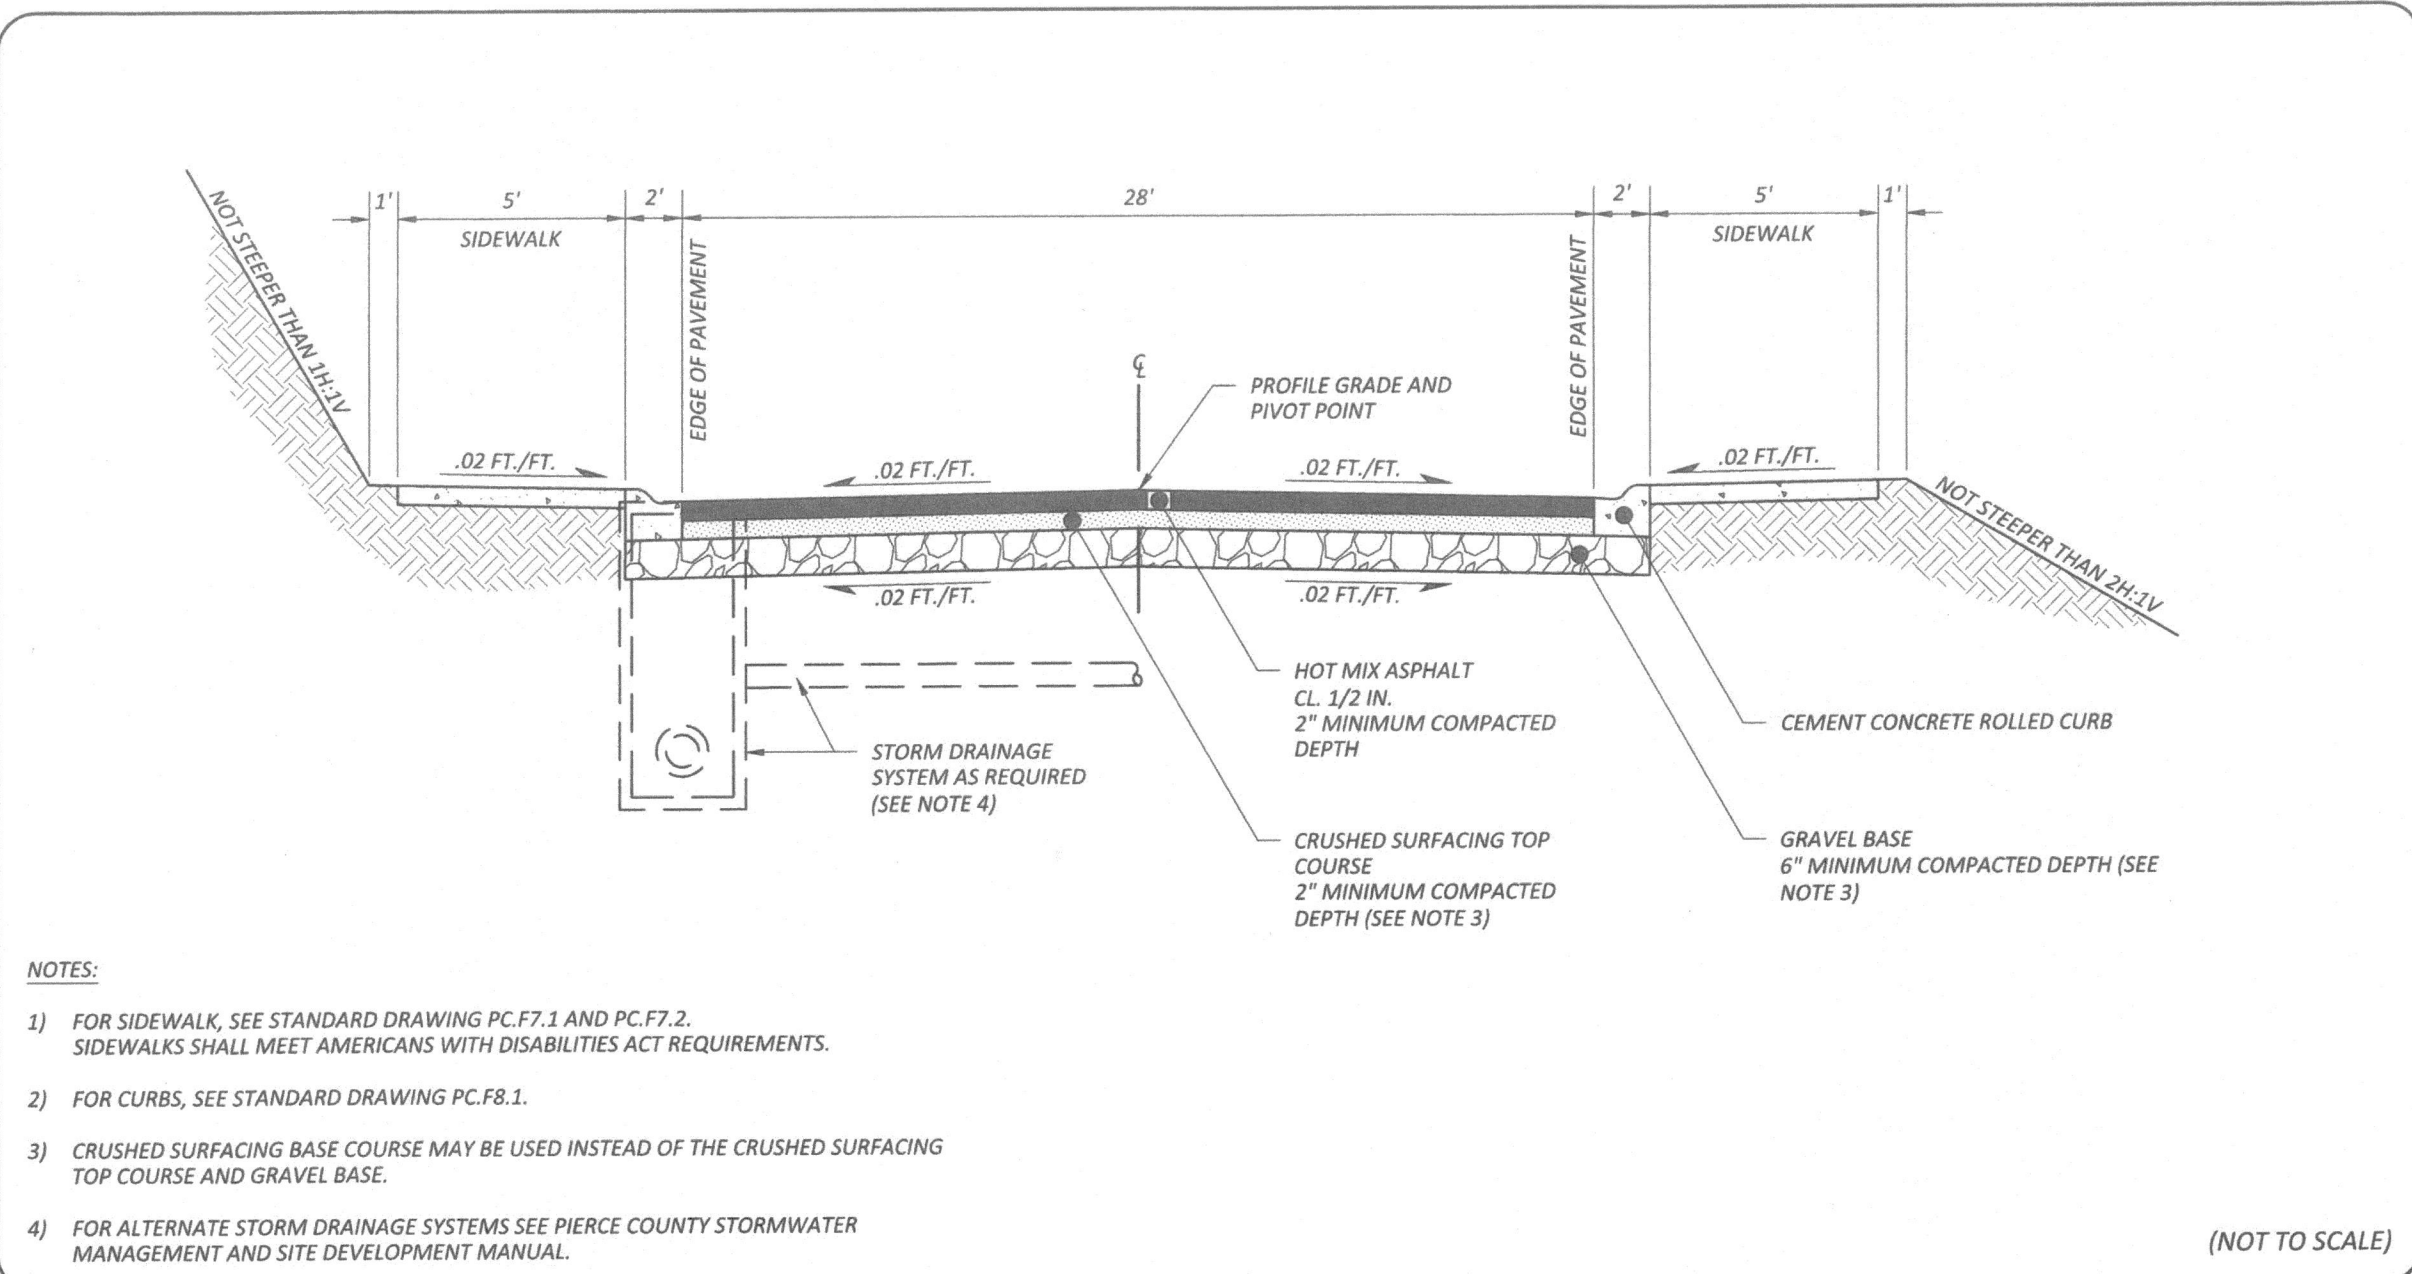 1'
5'
2'
28'
2'
5'
1'
SIDEWALK
SIDEWALK
NOT STEEPER THAN 1H:1V
EDGE OF PAVEMENT
EDGE OF PAVEMENT
℄
PROFILE GRADE AND
PIVOT POINT
.02 FT./FT.
.02 FT./FT.
.02 FT./FT.
.02 FT./FT.
NOT STEEPER THAN 2H:1V
.02 FT./FT.
.02 FT./FT.
HOT MIX ASPHALT
CL. 1/2 IN.
2" MINIMUM COMPACTED
DEPTH
CEMENT CONCRETE ROLLED CURB
STORM DRAINAGE
SYSTEM AS REQUIRED
(SEE NOTE 4)
CRUSHED SURFACING TOP
COURSE
2" MINIMUM COMPACTED
DEPTH (SEE NOTE 3)
GRAVEL BASE
6" MINIMUM COMPACTED DEPTH (SEE
NOTE 3)
NOTES:
1) FOR SIDEWALK, SEE STANDARD DRAWING PC.F7.1 AND PC.F7.2.
SIDEWALKS SHALL MEET AMERICANS WITH DISABILITIES ACT REQUIREMENTS.
2) FOR CURBS, SEE STANDARD DRAWING PC.F8.1.
3) CRUSHED SURFACING BASE COURSE MAY BE USED INSTEAD OF THE CRUSHED SURFACING
TOP COURSE AND GRAVEL BASE.
4) FOR ALTERNATE STORM DRAINAGE SYSTEMS SEE PIERCE COUNTY STORMWATER
MANAGEMENT AND SITE DEVELOPMENT MANUAL.
(NOT TO SCALE)